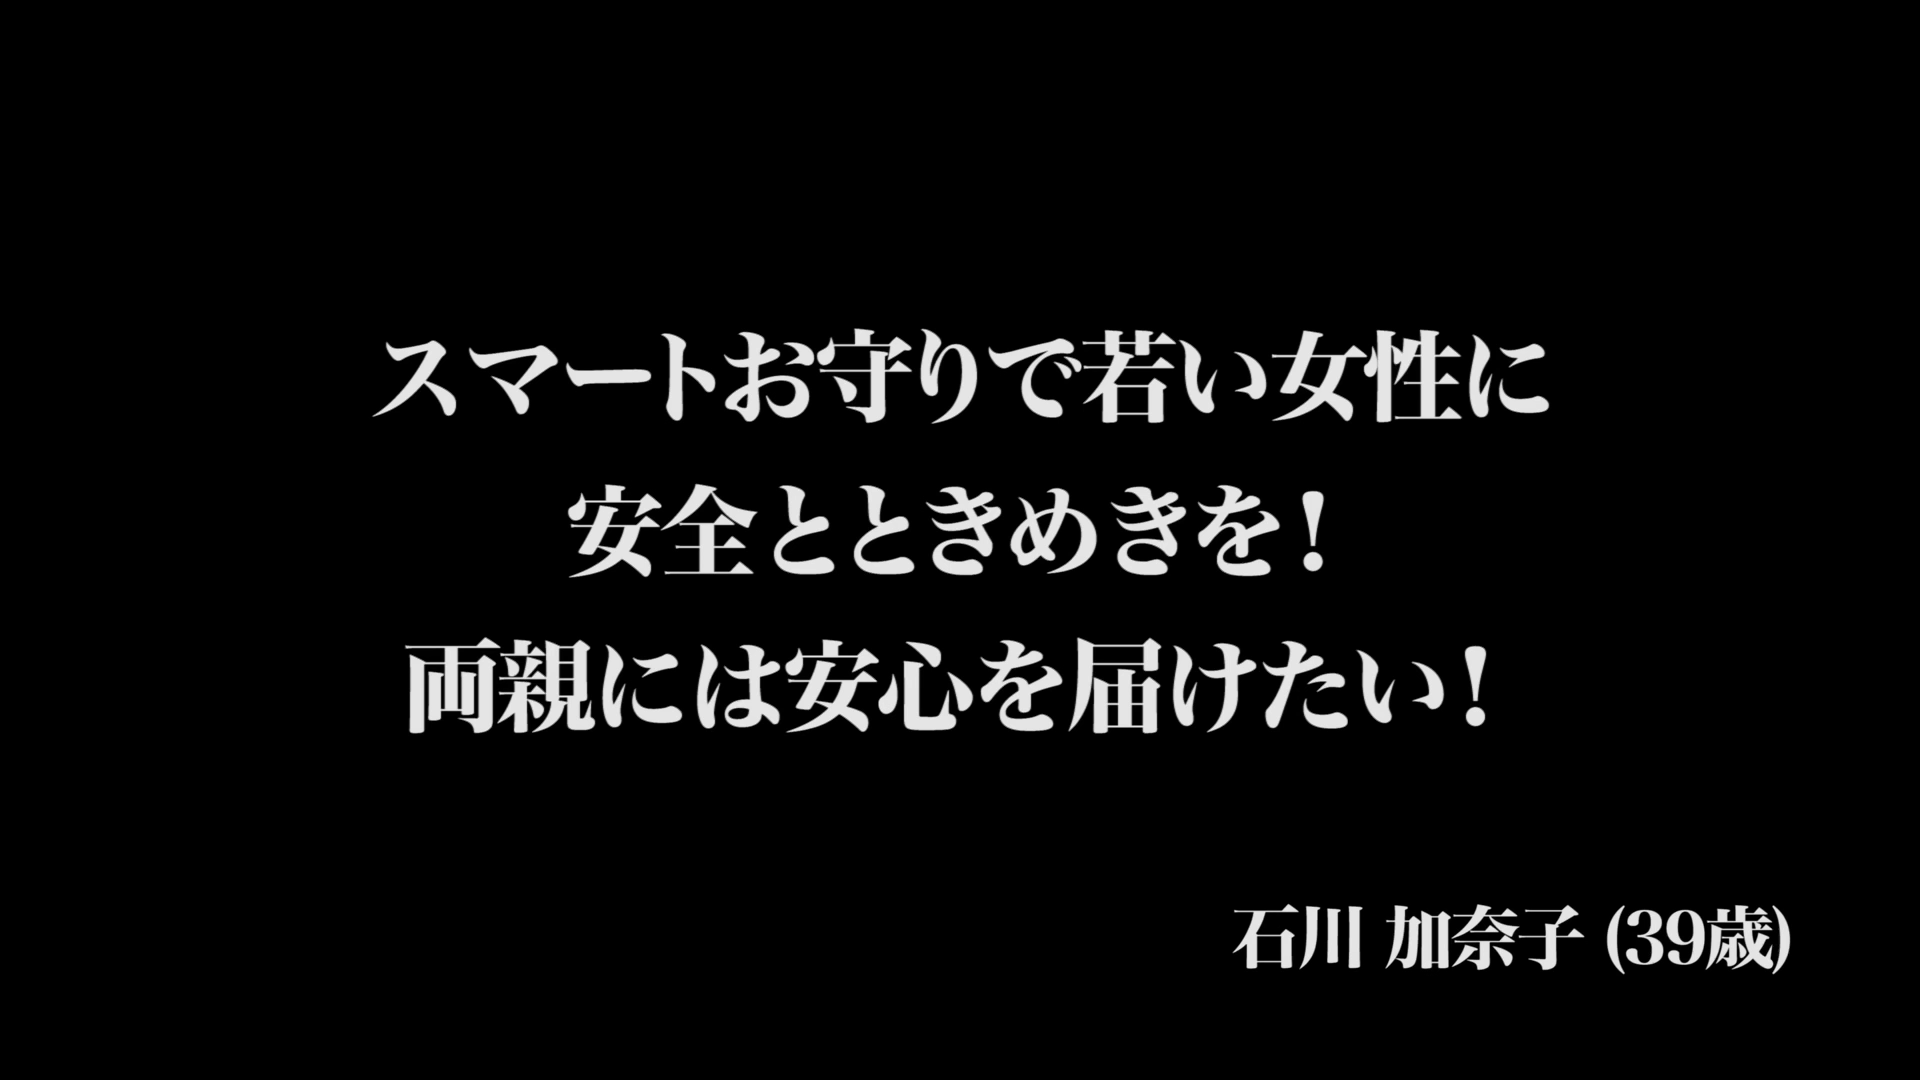 スマートお守りで若い女性に
安全とときめきを！
両親には安心を届けたい！
石川 加奈子 (39歳)